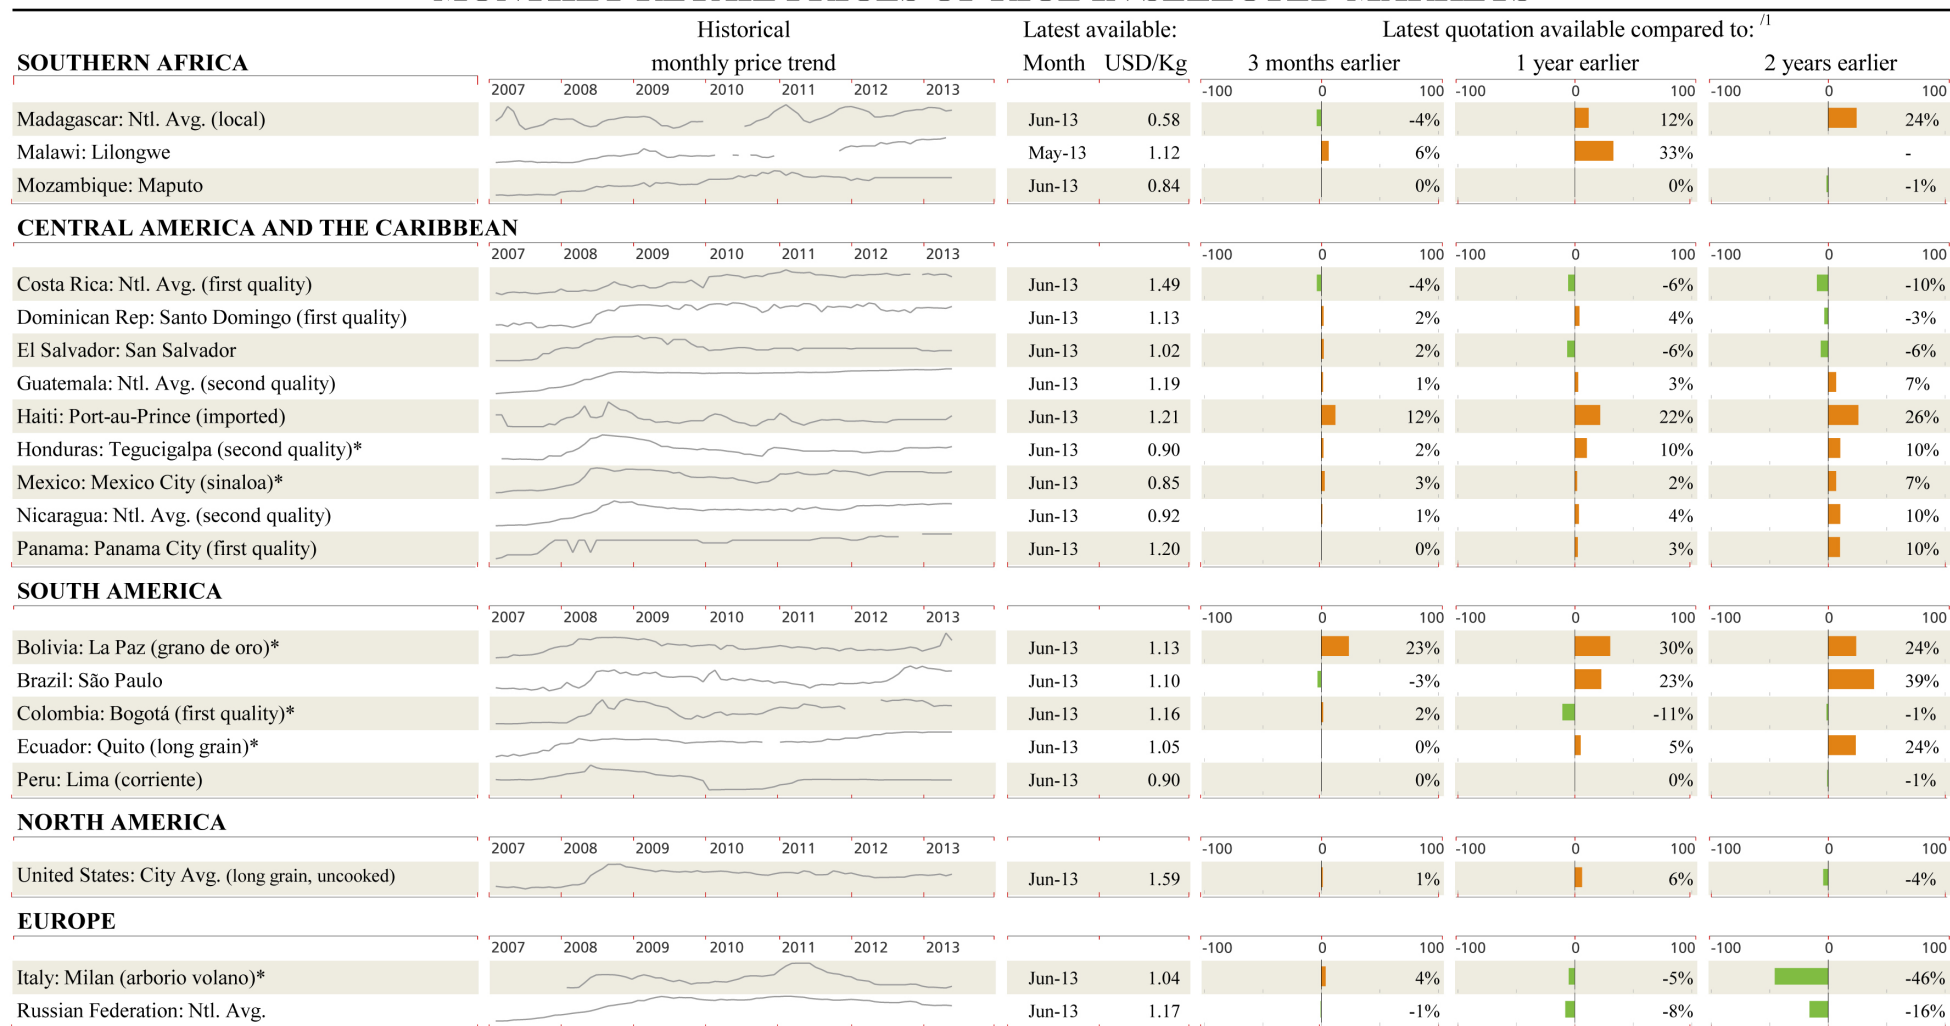 Historical Latest available: Latest quotation available compared to: /1
SOUTHERN AFRICA monthly price trend Month USD/Kg 3 months earlier 1 year earlier 2 years earlier
2007 2008 2009 2010 2011 2012 2013 -100 0 100 -100 0 100 -100 0 100
Madagascar: Ntl. Avg. (local) Jun-13 0.58 -4% 12% 24%
Malawi: Lilongwe May-13 1.12 6% 33% -
Mozambique: Maputo Jun-13 0.84 0% 0% -1%
CENTRAL AMERICA AND THE CARIBBEAN
2007 2008 2009 2010 2011 2012 2013 -100 0 100 -100 0 100 -100 0 100
Costa Rica: Ntl. Avg. (first quality) Jun-13 1.49 -4% -6% -10%
Dominican Rep: Santo Domingo (first quality) Jun-13 1.13 2% 4% -3%
El Salvador: San Salvador Jun-13 1.02 2% -6% -6%
Guatemala: Ntl. Avg. (second quality) Jun-13 1.19 1% 3% 7%
Haiti: Port-au-Prince (imported) Jun-13 1.21 12% 22% 26%
Honduras: Tegucigalpa (second quality)* Jun-13 0.90 2% 10% 10%
Mexico: Mexico City (sinaloa)* Jun-13 0.85 3% 2% 7%
Nicaragua: Ntl. Avg. (second quality) Jun-13 0.92 1% 4% 10%
Panama: Panama City (first quality) Jun-13 1.20 0% 3% 10%
SOUTH AMERICA
2007 2008 2009 2010 2011 2012 2013 -100 0 100 -100 0 100 -100 0 100
Bolivia: La Paz (grano de oro)* Jun-13 1.13 23% 30% 24%
Brazil: São Paulo Jun-13 1.10 -3% 23% 39%
Colombia: Bogotá (first quality)* Jun-13 1.16 2% -11% -1%
Ecuador: Quito (long grain)* Jun-13 1.05 0% 5% 24%
Peru: Lima (corriente) Jun-13 0.90 0% 0% -1%
NORTH AMERICA
2007 2008 2009 2010 2011 2012 2013 -100 0 100 -100 0 100 -100 0 100
United States: City Avg. (long grain, uncooked) Jun-13 1.59 1% 6% -4%
EUROPE
2007 2008 2009 2010 2011 2012 2013 -100 0 100 -100 0 100 -100 0 100
Italy: Milan (arborio volano)* Jun-13 1.04 4% -5% -46%
Russian Federation: Ntl. Avg. Jun-13 1.17 -1% -8% -16%